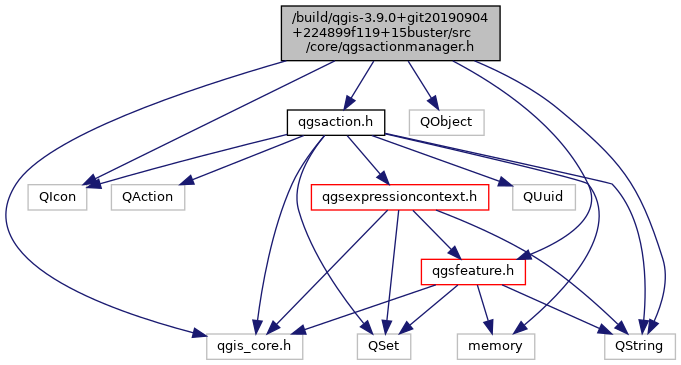 /build/qgis-3.9.0+git20190904
+224899f119+15buster/src
/core/qgsactionmanager.h
qgsaction.h
QObject
QIcon
QAction
qgsexpressioncontext.h
QUuid
qgsfeature.h
qgis_core.h
QSet
memory
QString